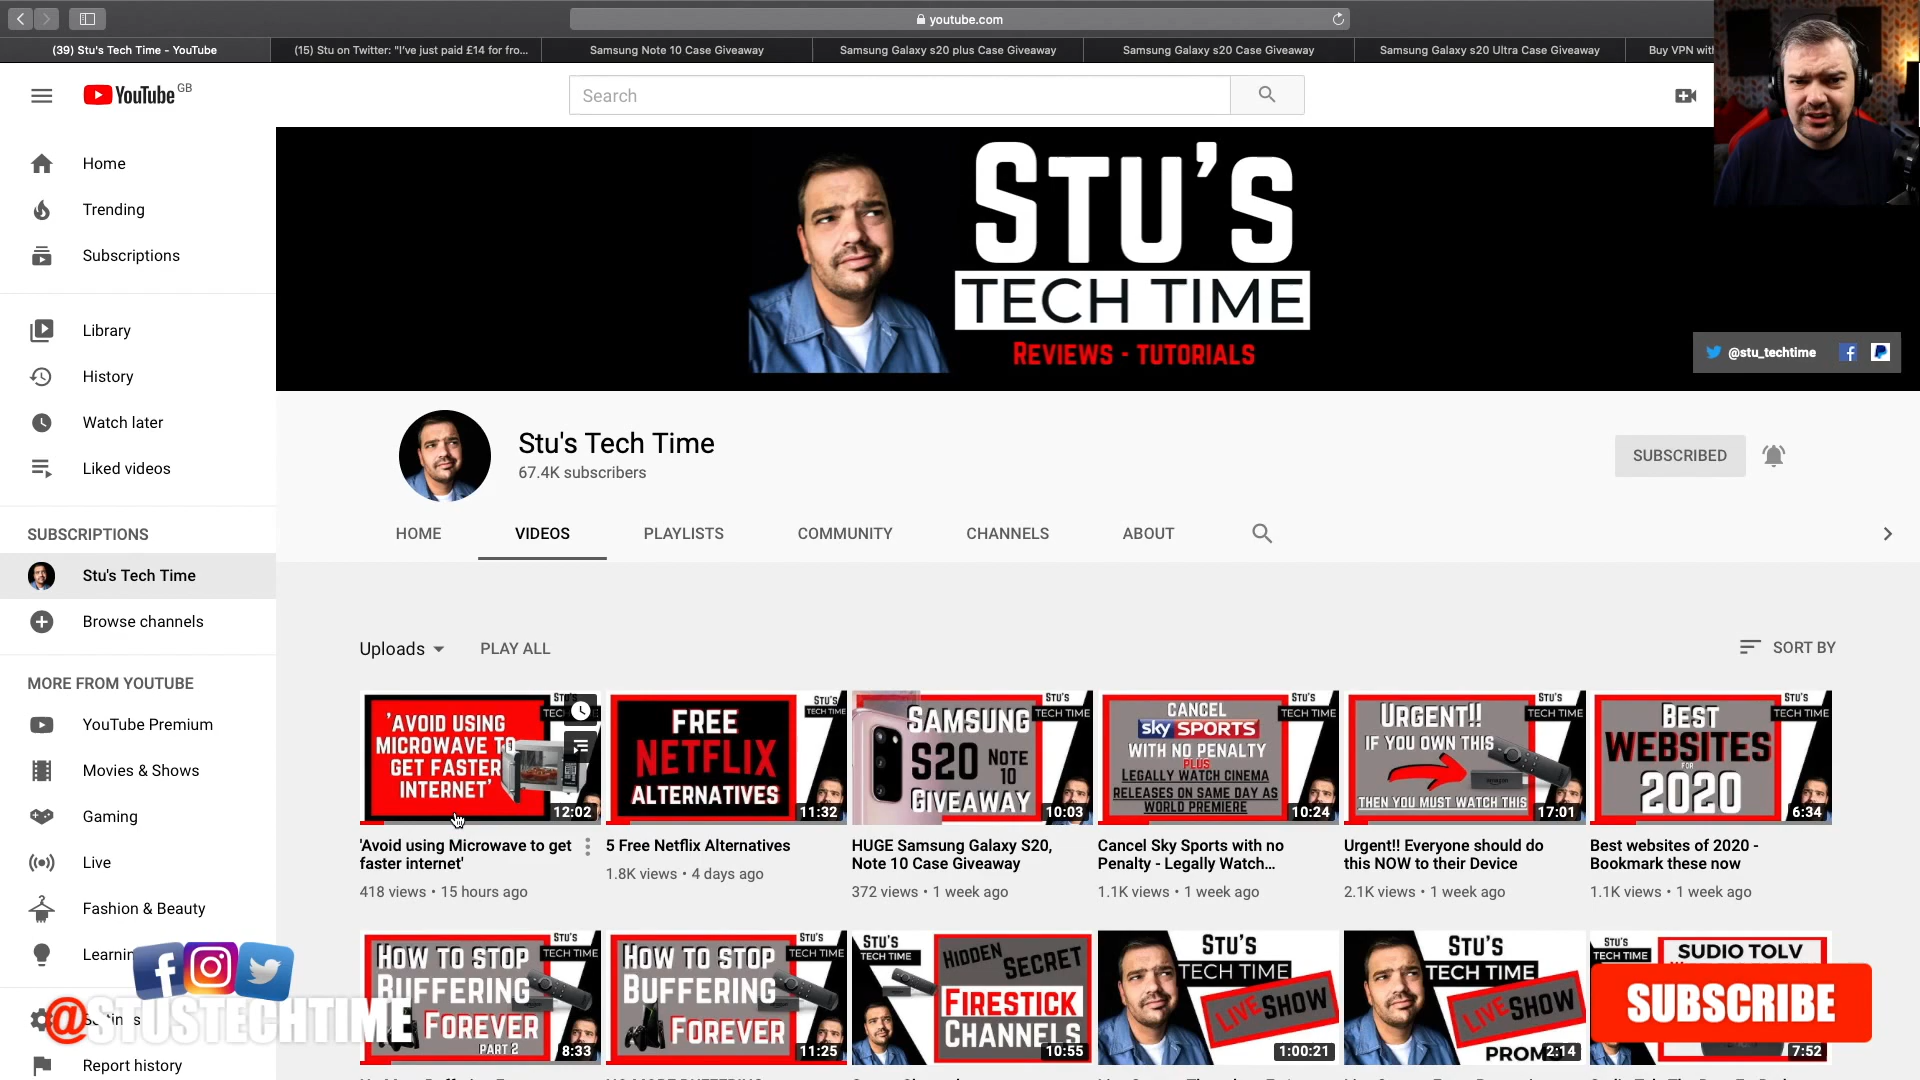 youtube.com
(39) Stu's Tech Time - YouTube
(15) Stu on Twitter: "I've just paid £14 for fro...
Samsung Note 10 Case Giveaway
Samsung Galaxy s20 plus Case Giveaway
Samsung Galaxy s20 Case Giveaway
Samsung Galaxy s20 Ultra Case Giveaway
Buy VPN
YouTube GB
Search
Home
Trending
Subscriptions
Library
History
Watch later
Liked videos
SUBSCRIPTIONS
Stu's Tech Time
Browse channels
MORE FROM YOUTUBE
YouTube Premium
Movies & Shows
Gaming
Live
Fashion & Beauty
Report history
@STUSTECHTIME
STU'S
TECH TIME
REVIEWS - TUTORIALS
@stu_techtime
Stu's Tech Time
67.4K subscribers
SUBSCRIBED
HOME
VIDEOS
PLAYLISTS
COMMUNITY
CHANNELS
ABOUT
Uploads
PLAY ALL
SORT BY
'AVOID USING
MICROWAVE TO
GET FASTER
INTERNET'
12:02
'Avoid using Microwave to get
faster internet'
418 views • 15 hours ago
STU'S
TECH TIME
FREE
NETFLIX
ALTERNATIVES
11:32
5 Free Netflix Alternatives
1.8K views • 4 days ago
STU'S
TECH TIME
SAMSUNG
S20 NOTE
10
GIVEAWAY
10:03
HUGE Samsung Galaxy S20,
Note 10 Case Giveaway
372 views • 1 week ago
STU'S
TECH TIME
CANCEL
sky SPORTS
WITH NO PENALTY
PLUS
LEGALLY WATCH CINEMA
RELEASES ON SAME DAY AS
WORLD PREMIERE
10:24
Cancel Sky Sports with no
Penalty - Legally Watch...
1.1K views • 1 week ago
STU'S
TECH TIME
URGENT!!
IF YOU OWN THIS
THEN YOU MUST WATCH THIS
17:01
Urgent!! Everyone should do
this NOW to their Device
2.1K views • 1 week ago
STU'S
TECH TIME
BEST
WEBSITES
FOR
2020
6:34
Best websites of 2020 -
Bookmark these now
1.1K views • 1 week ago
STU'S
TECH TIME
HOW TO STOP
BUFFERING
FOREVER
PART 2
8:33
STU'S
TECH TIME
HOW TO STOP
BUFFERING
FOREVER
11:25
STU'S
TECH TIME
HIDDEN
SECRET
FIRESTICK
CHANNELS
10:55
STU'S
TECH TIME
LIVE SHOW
1:00:21
STU'S
TECH TIME
LIVE SHOW
PROMO
2:14
STU'S
TECH TIME
SUDIO TOLV
7:52
SUBSCRIBE